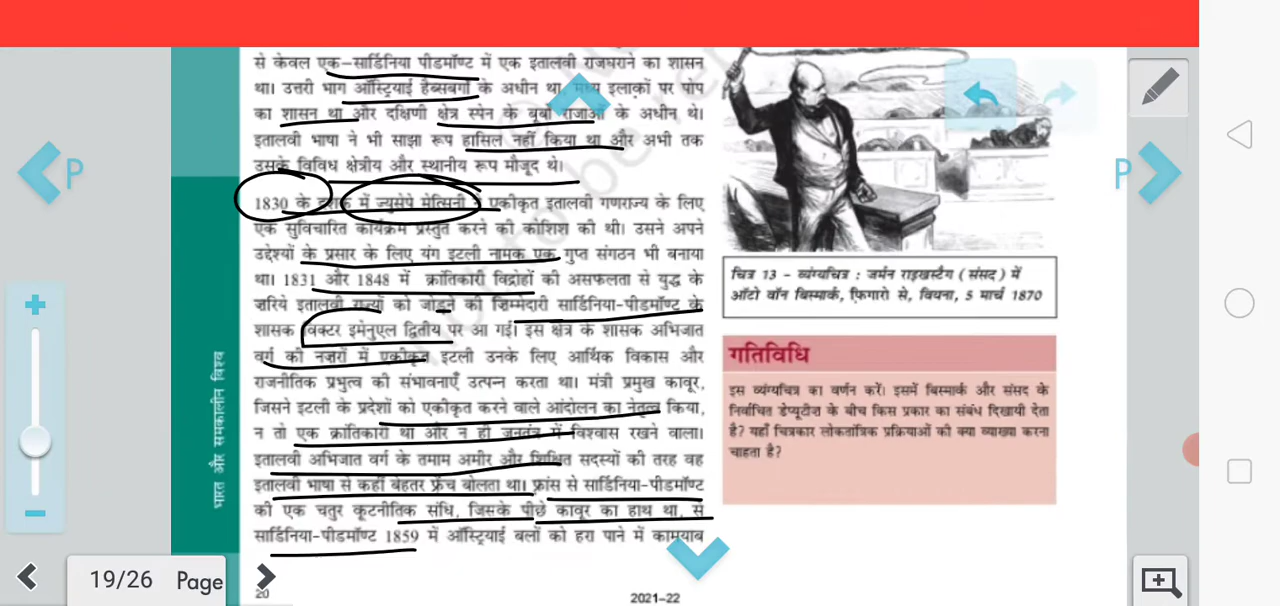 से केवल एक-सार्डिनिया पीडमॉण्ट में एक इतालवी राजघराने का शासन
था। उत्तरी भाग ऑस्ट्रियाई हैब्सबर्गों के अधीन था, मध्य इलाक़ों पर पोप
का शासन था और दक्षिणी क्षेत्र स्पेन के बूर्बों राजाओं के अधीन थे।
इतालवी भाषा ने भी साझा रूप हासिल नहीं किया था और अभी तक
उसके विविध क्षेत्रीय और स्थानीय रूप मौजूद थे।
1830 के दशक में ज्युसेपे मेत्सिनी ने एकीकृत इतालवी गणराज्य के लिए
एक सुविचारित कार्यक्रम प्रस्तुत करने की कोशिश की थी। उसने अपने
उद्देश्यों के प्रसार के लिए यंग इटली नामक एक गुप्त संगठन भी बनाया
था। 1831 और 1848 में क्रांतिकारी विद्रोहों की असफलता से युद्ध के
ज़रिये इतालवी राज्यों को जोड़ने की ज़िम्मेदारी सार्डिनिया-पीडमॉण्ट के
शासक विक्टर इमेनुएल द्वितीय पर आ गई। इस क्षेत्र के शासक अभिजात
वर्ग की नज़रों में एकीकृत इटली उनके लिए आर्थिक विकास और
राजनीतिक प्रभुत्व की संभावनाएँ उत्पन्न करता था। मंत्री प्रमुख कावूर,
जिसने इटली के प्रदेशों को एकीकृत करने वाले आंदोलन का नेतृत्व किया,
न तो एक क्रांतिकारी था और न ही जनतंत्र में विश्वास रखने वाला।
इतालवी अभिजात वर्ग के तमाम अमीर और शिक्षित सदस्यों की तरह वह
इतालवी भाषा से कहीं बेहतर फ़्रेंच बोलता था। फ़्रांस से सार्डिनिया-पीडमॉण्ट
की एक चतुर कूटनीतिक संधि, जिसके पीछे कावूर का हाथ था, से
सार्डिनिया-पीडमॉण्ट 1859 में ऑस्ट्रियाई बलों को हरा पाने में कामयाब
चित्र 13 - व्यंग्यचित्र : जर्मन राइख़स्टैग (संसद) में
ऑटो वॉन बिस्मार्क, फ़िगारो से, वियना, 5 मार्च 1870
गतिविधि
इस व्यंग्यचित्र का वर्णन करें। इसमें बिस्मार्क और संसद के
निर्वाचित डेप्यूटीज़ के बीच किस प्रकार का संबंध दिखायी देता
है? यहाँ चित्रकार लोकतांत्रिक प्रक्रियाओं की क्या व्याख्या करना
चाहता है?
भारत और समकालीन विश्व
P
P
19/26 Page
20
2021-22